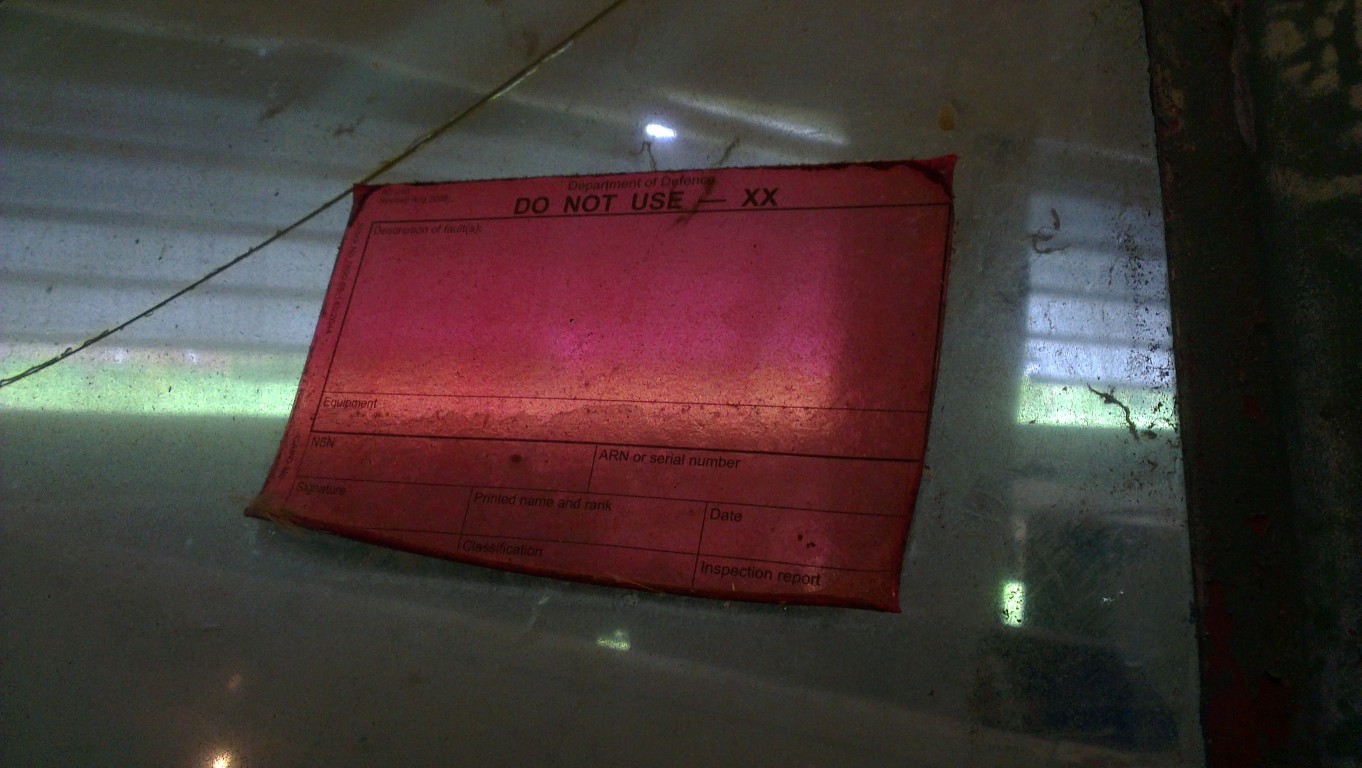 Department of Defence
DO NOT USE — XX
Description of fault(s):
Equipment
NSN
ARN or serial number
Signature
Printed name and rank
Date
Classification
Inspection report